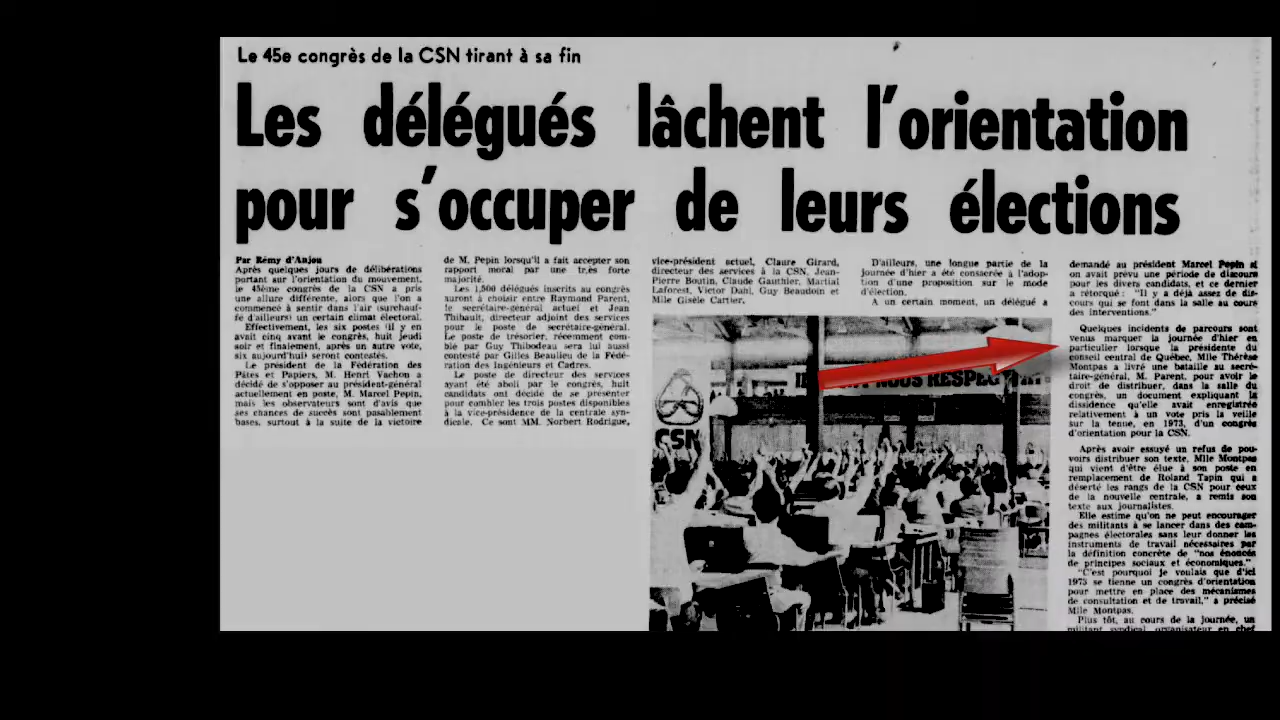 Le 45e congrès de la CSN tirant à sa fin
Les délégués lâchent l'orientation
pour s'occuper de leurs élections
Par Rémy d'Anjou
Après quelques jours de délibérations
portant sur l'orientation du mouvement,
le 45ème congrès de la CSN a pris
une allure différente, alors que l'on a
commencé à sentir dans l'air (surchauf-
fé d'ailleurs) un certain climat électoral.
Effectivement, les six postes (il y en
avait cinq avant le congrès, huit jeudi
soir et finalement, après un autre vote,
six aujourd'hui) seront contestés.
Le président de la Fédération des
Pâtes et Papiers, M. Henri Vachon a
décidé de s'opposer au président-général
actuellement en poste, M. Marcel Pepin,
mais les observateurs sont d'avis que
ses chances de succès sont passablement
basses, surtout à la suite de la victoire
de M. Pepin lorsqu'il a fait accepter son
rapport moral par une très forte
majorité.
Les 1,500 délégués inscrits au congrès
auront à choisir entre Raymond Parent,
le secrétaire-général actuel et Jean
Thibault, directeur adjoint des services
pour le poste de secrétaire-général.
Le poste de trésorier, récemment com-
blé par Guy Thibodeau sera lui aussi
contesté par Gilles Beaulieu de la Fédé-
ration des Ingénieurs et Cadres.
Le poste de directeur des services
ayant été aboli par le congrès, huit
candidats ont décidé de se présenter
pour combler les trois postes disponibles
à la vice-présidence de la centrale syn-
dicale. Ce sont MM. Norbert Rodrigue,
vice-président actuel, Claure Girard,
directeur des services à la CSN, Jean-
Pierre Boutin, Claude Gauthier, Martial
Laforest, Victor Dahl, Guy Beaudoin et
Mlle Gisèle Cartier.
D'ailleurs, une longue partie de la
journée d'hier a été consacrée à l'adop-
tion d'une proposition sur le mode
d'élection.
A un certain moment, un délégué a
demandé au président Marcel Pepin si
on avait prévu une période de discours
pour les divers candidats, et ce dernier
a rétorqué : "Il y a déjà assez de dis-
cours qui se font dans la salle au cours
des interventions."
Quelques incidents de parcours sont
venus marquer la journée d'hier en
particulier lorsque la présidente du
conseil central de Québec, Mlle Thérèse
Montpas a livré une bataille au secré-
taire-général, M. Parent, pour avoir le
droit de distribuer, dans la salle du
congrès, un document expliquant la
dissidence qu'elle avait enregistrée
relativement à un vote pris la veille
sur la tenue, en 1973, d'un congrès
d'orientation pour la CSN.
Après avoir essuyé un refus de pou-
voirs distribuer son texte, Mlle Montpas
qui vient d'être élue à son poste en
remplacement de Roland Tapin qui a
déserté les rangs de la CSN pour ceux
de la nouvelle centrale, a remis son
texte aux journalistes.
Elle estime qu'on ne peut encourager
des militants à se lancer dans des cam-
pagnes électorales sans leur donner les
instruments de travail nécessaires par
la définition concrète de "nos énoncés
de principes sociaux et économiques."
"C'est pourquoi je voulais que d'ici
1973 se tienne un congrès d'orientation
pour mettre en place des mécanismes
de consultation et de travail," a précisé
Mlle Montpas.
Plus tôt, au cours de la journée, un
militant syndical, organisateur en chef
NOUS RESPEC
CSN